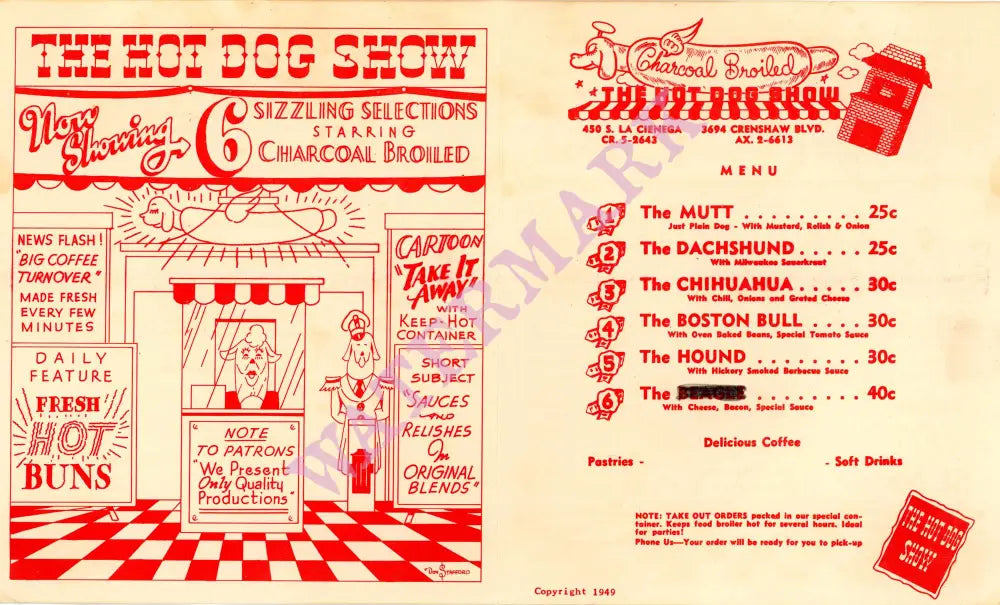 THE HOT DOG SHOW
Now Showing
6
SIZZLING SELECTIONS
STARRING
CHARCOAL BROILED
NEWS FLASH!
"BIG COFFEE
TURNOVER"
MADE FRESH
EVERY FEW
MINUTES
DAILY
FEATURE
FRESH
HOT
BUNS
NOTE
TO PATRONS
"We Present
Only Quality
Productions"
CARTOON
"TAKE IT
AWAY"
WITH
KEEP-HOT
CONTAINER
SHORT
SUBJECT
SAUCES
AND
RELISHES
In
ORIGINAL
BLENDS"
DON STANFORD
Charcoal Broiled
THE HOT DOG SHOW
450 S. LA CIENEGA 3694 CRENSHAW BLVD.
CR. 5-2643 AX. 2-6613
MENU
1 The MUTT . . . . . . . . . 25c
Just Plain Dog - With Mustard, Relish & Onion
2 The DACHSHUND . . . . . 25c
With Milwaukee Sauerkraut
3 The CHIHUAHUA . . . . . 30c
With Chili, Onions and Grated Cheese
4 The BOSTON BULL . . . . 30c
With Oven Baked Beans, Special Tomato Sauce
5 The HOUND . . . . . . . . 30c
With Hickory Smoked Barbecue Sauce
6 The BEAGLE . . . . . . . . 40c
With Cheese, Bacon, Special Sauce
Delicious Coffee
Pastries - - Soft Drinks
NOTE: TAKE OUT ORDERS packed in our special con-
tainer. Keeps food broiler hot for several hours. Ideal
for parties!
Phone Us—Your order will be ready for you to pick-up
THE HOT DOG
SHOW
Copyright 1949
WATERMARK